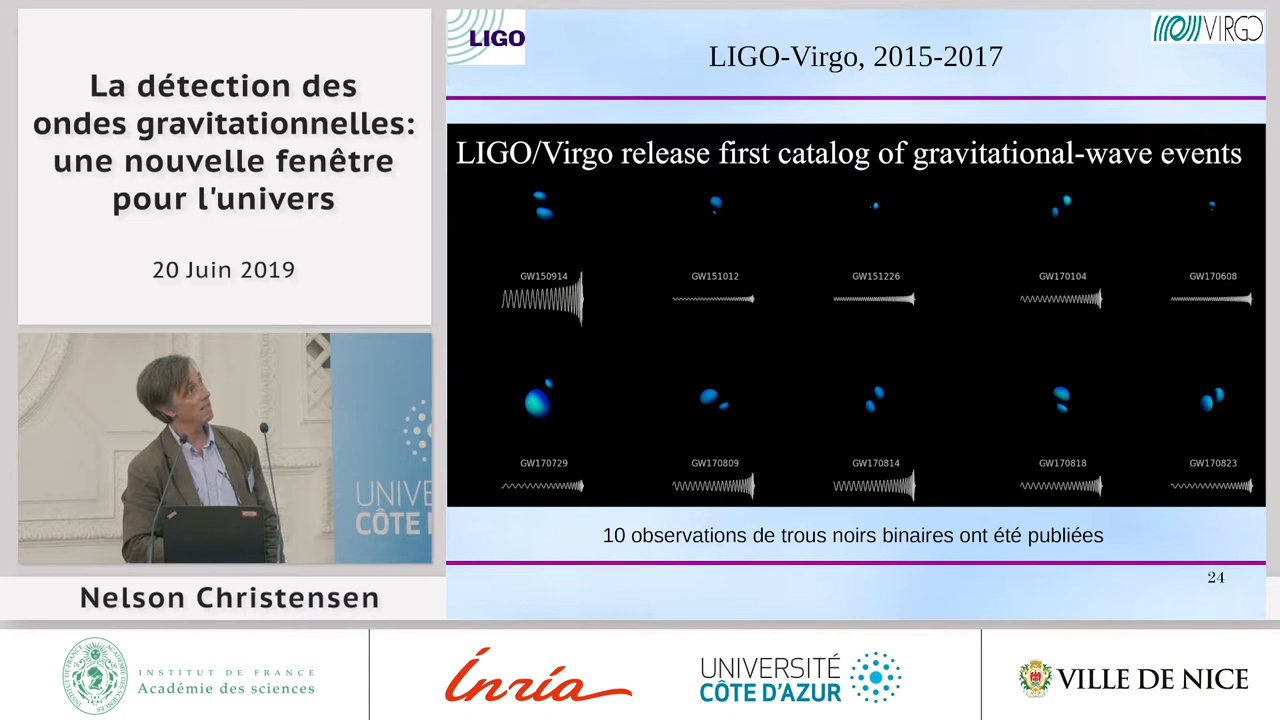 La détection des
ondes gravitationnelles:
une nouvelle fenêtre
pour l'univers
20 Juin 2019
Nelson Christensen
LIGO
LIGO-Virgo, 2015-2017
VIRGO
LIGO/Virgo release first catalog of gravitational-wave events
GW150914
GW151012
GW151226
GW170104
GW170608
GW170729
GW170809
GW170814
GW170818
GW170823
10 observations de trous noirs binaires ont été publiées
24
UNIVE
CÔTE D
INSTITUT DE FRANCE
Académie des sciences
Inria
UNIVERSITÉ
CÔTE D'AZUR
VILLE DE NICE